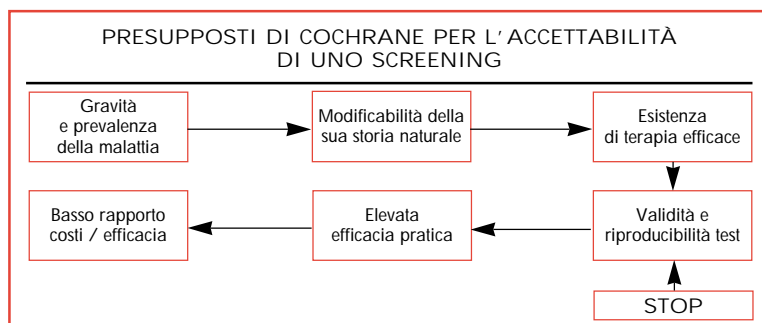 PRESUPPOSTI DI COCHRANE PER L'ACCETTABILITÀ
DI UNO SCREENING
Gravità
e prevalenza
della malattia
Modificabilità della
sua storia naturale
Esistenza
di terapia efficace
Basso rapporto
costi / efficacia
Elevata
efficacia pratica
Validità e
riproducibilità test
STOP